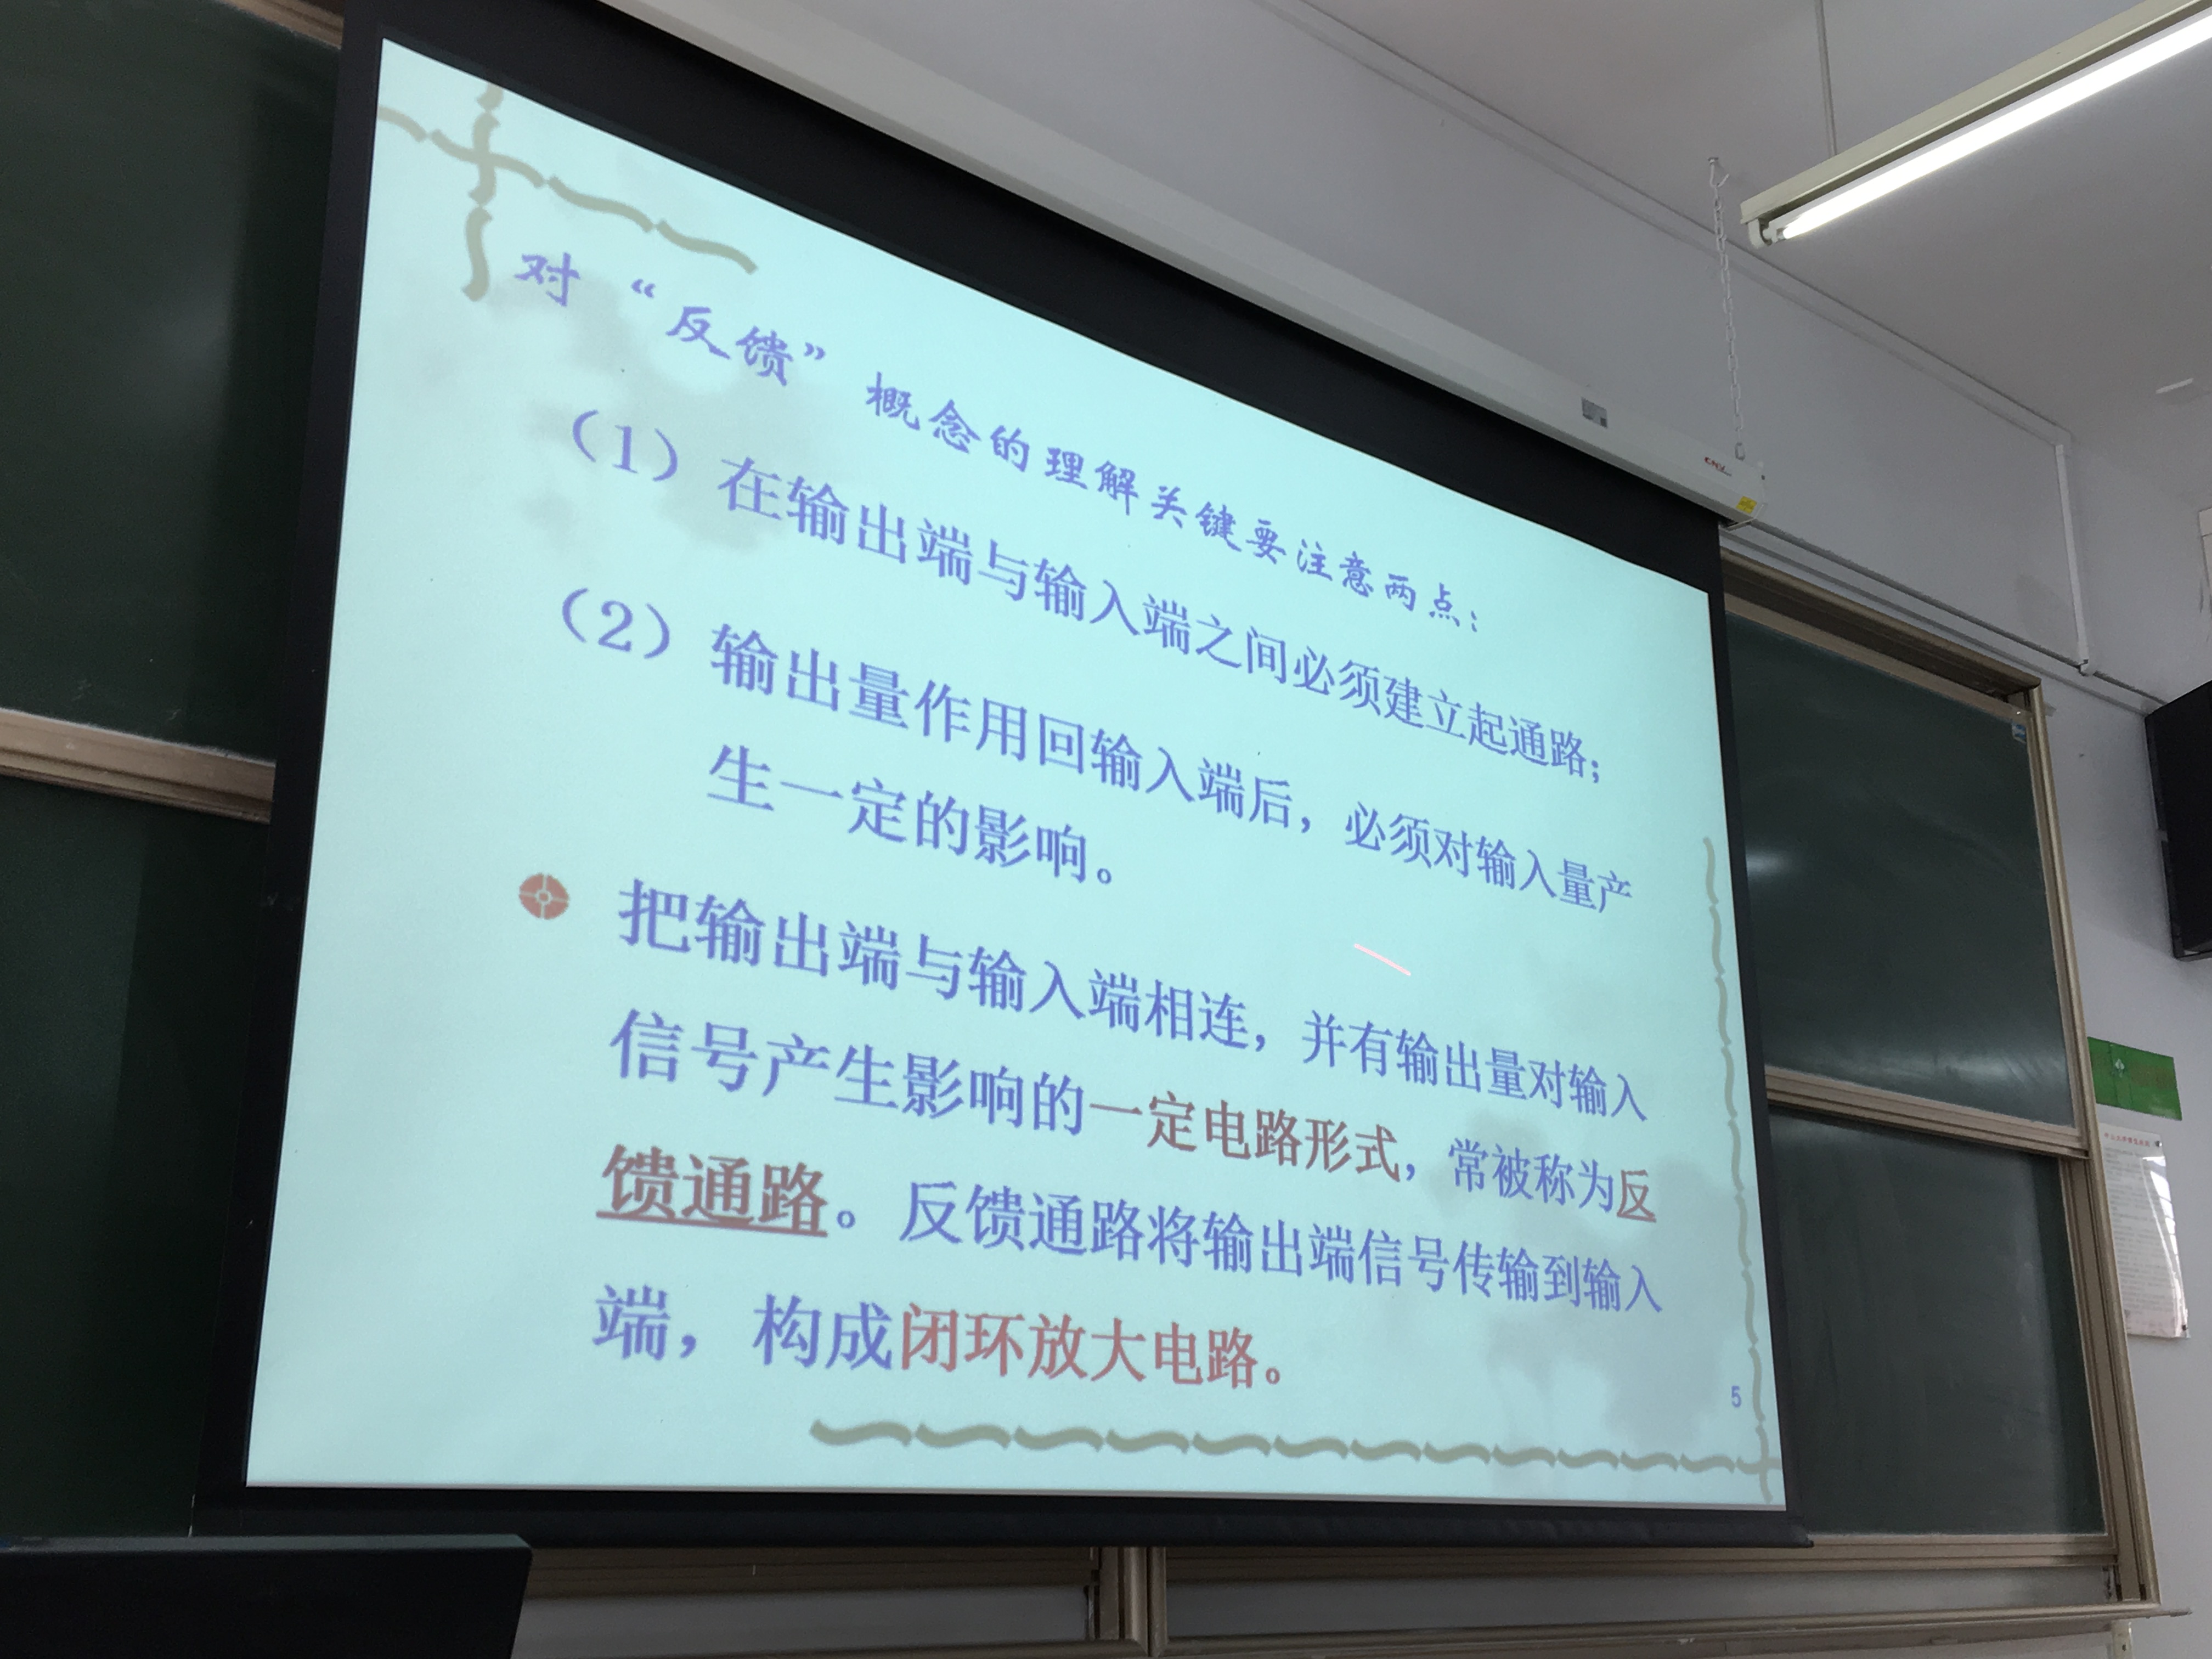 对“反馈”概念的理解关键要注意两点：
（1）在输出端与输入端之间必须建立起通路；
（2）输出量作用回输入端后，必须对输入量产
生一定的影响。
把输出端与输入端相连，并有输出量对输入
信号产生影响的一定电路形式，常被称为反
馈通路。反馈通路将输出端信号传输到输入
端，构成闭环放大电路。
5